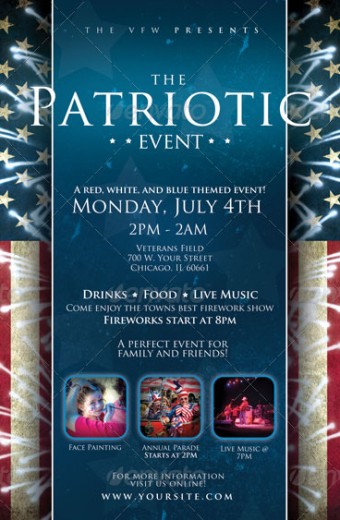 THE VFW PRESENTS
THE
PATRIOTIC
EVENT
A RED, WHITE, AND BLUE THEMED EVENT!
MONDAY, JULY 4TH
2PM - 2AM
VETERANS FIELD
700 W. YOUR STREET
CHICAGO, IL 60661
DRINKS ★ FOOD ★ LIVE MUSIC
COME ENJOY THE TOWNS BEST FIREWORK SHOW
FIREWORKS START AT 8PM
A PERFECT EVENT FOR
FAMILY AND FRIENDS!
FACE PAINTING
ANNUAL PARADE
STARTS AT 2PM
LIVE MUSIC @
7PM
FOR MORE INFORMATION
VISIT US ONLINE!
WWW.YOURSITE.COM